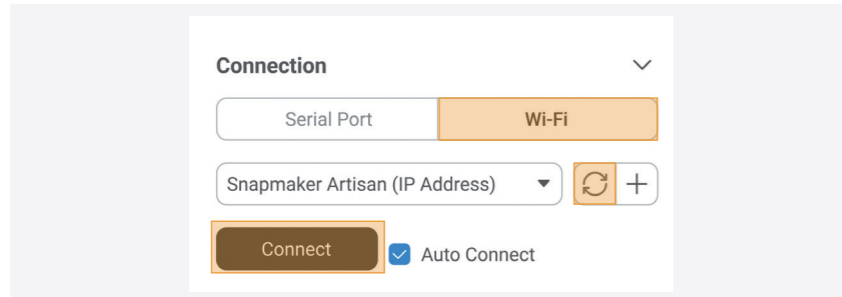 Connection
Serial Port Wi-Fi
Snapmaker Artisan (IP Address)
Connect Auto Connect